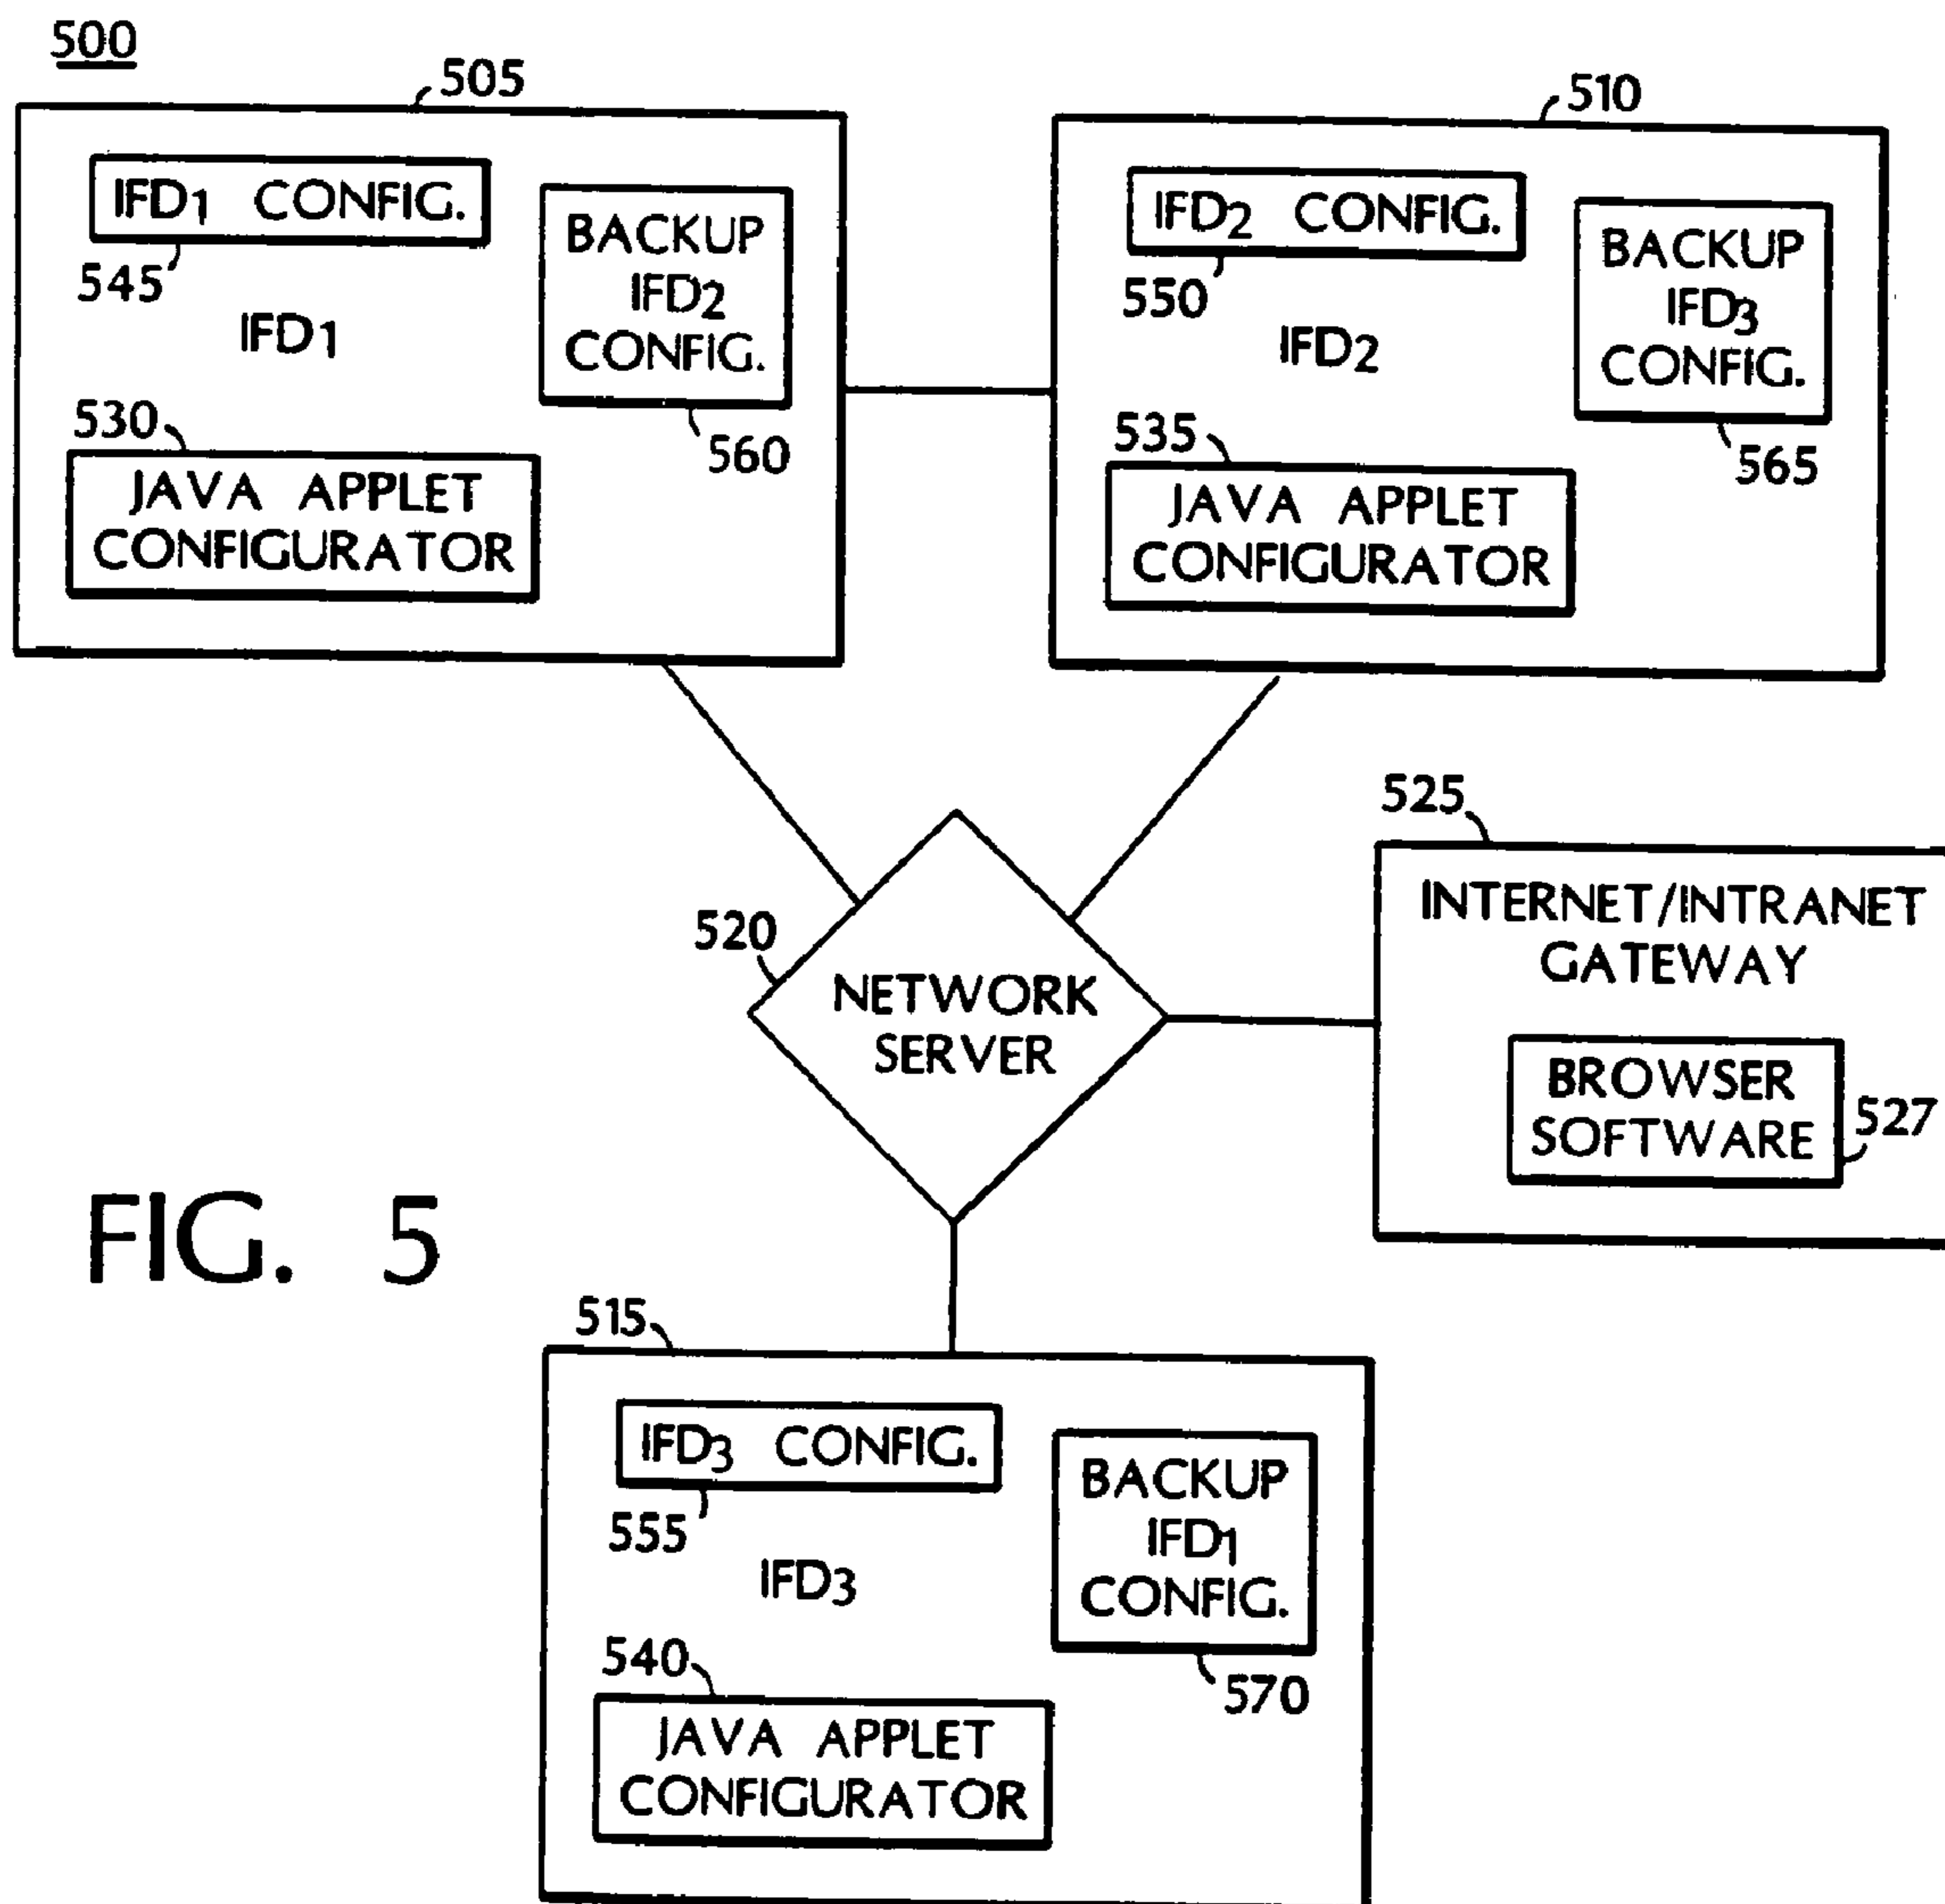 500
505
IFD1 CONFIG.
545
IFD1
BACKUP
IFD2
CONFIG.
560
530
JAVA APPLET
CONFIGURATOR
510
IFD2 CONFIG.
550
IFD2
BACKUP
IFD3
CONFIG.
565
535
JAVA APPLET
CONFIGURATOR
520
NETWORK
SERVER
525
INTERNET/INTRANET
GATEWAY
BROWSER
SOFTWARE
527
FIG. 5
515
IFD3 CONFIG.
555
IFD3
BACKUP
IFD1
CONFIG.
570
540
JAVA APPLET
CONFIGURATOR